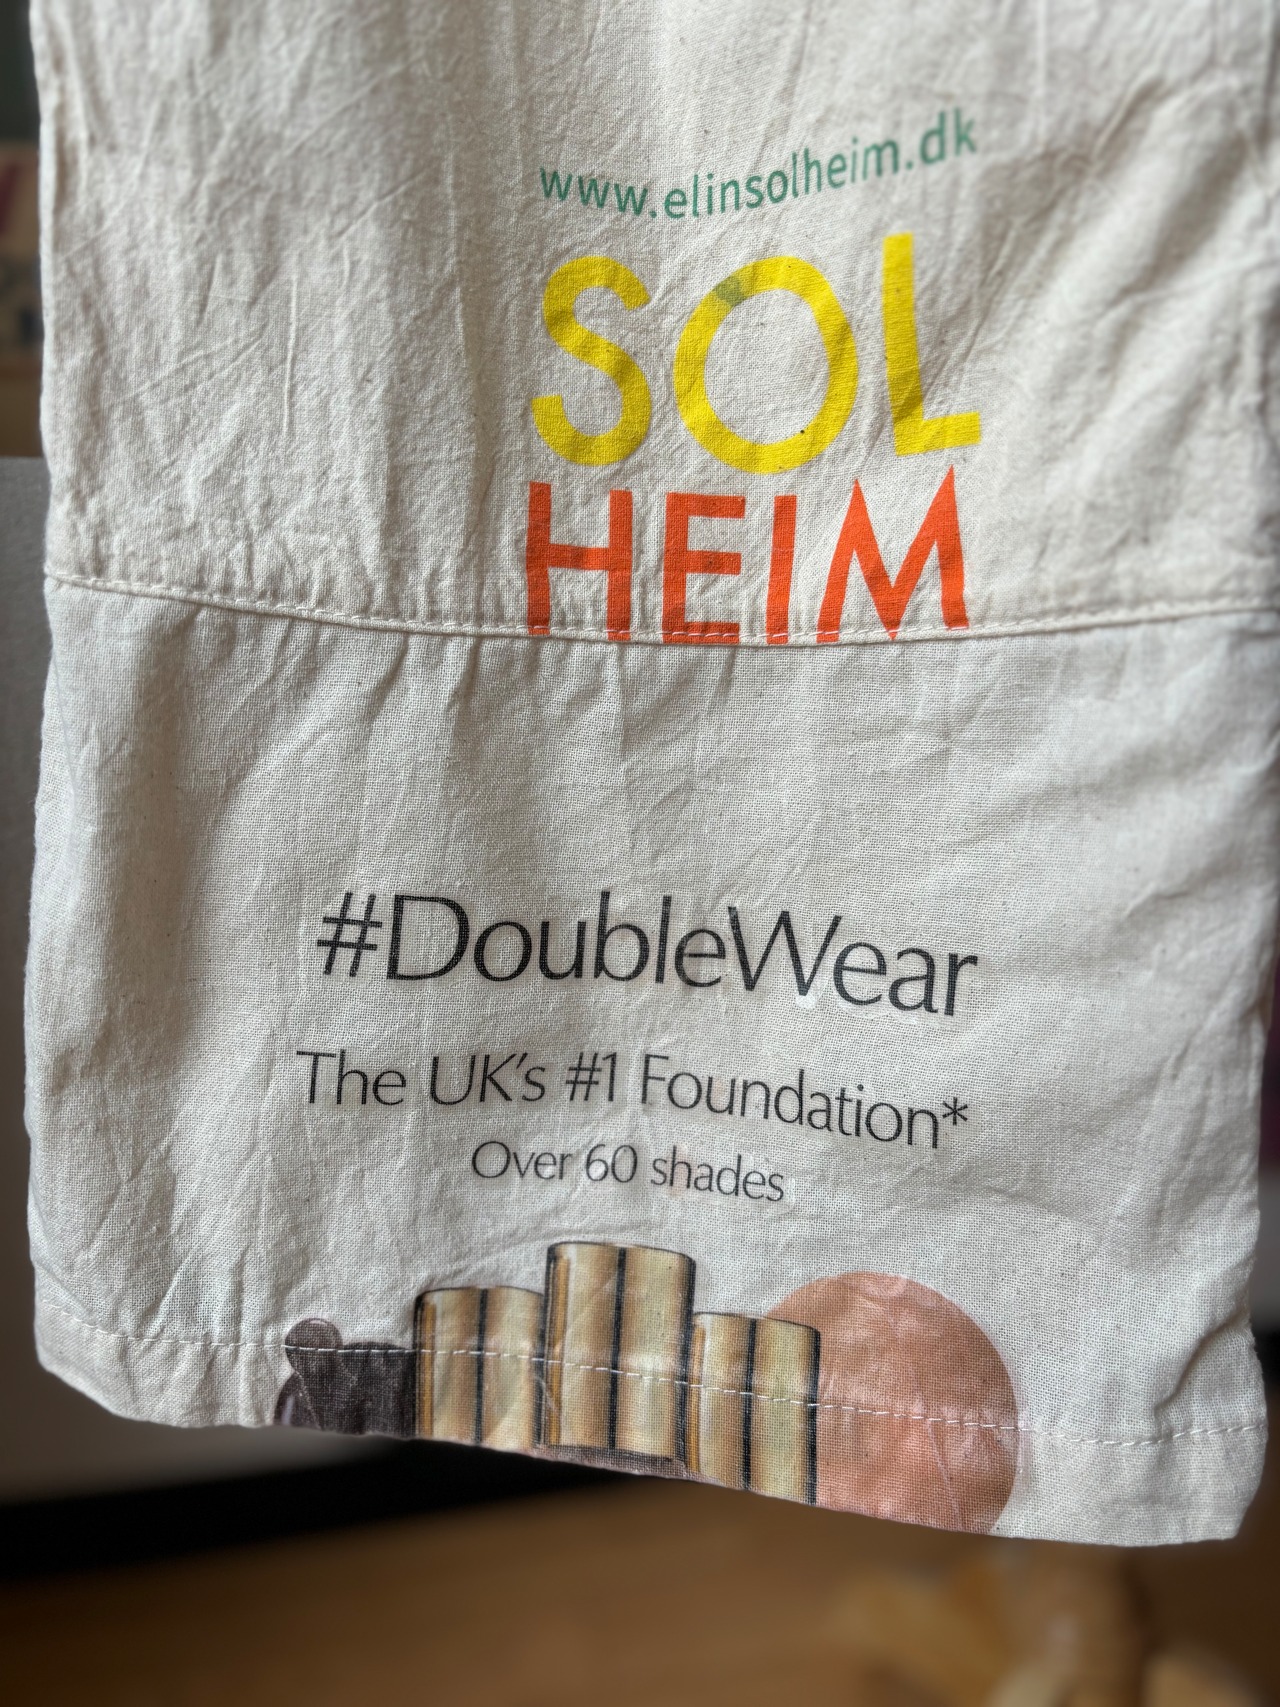 www.elinsolheim.dk
SOL
HEIM
#DoubleWear
The UK's #1 Foundation*
Over 60 shades